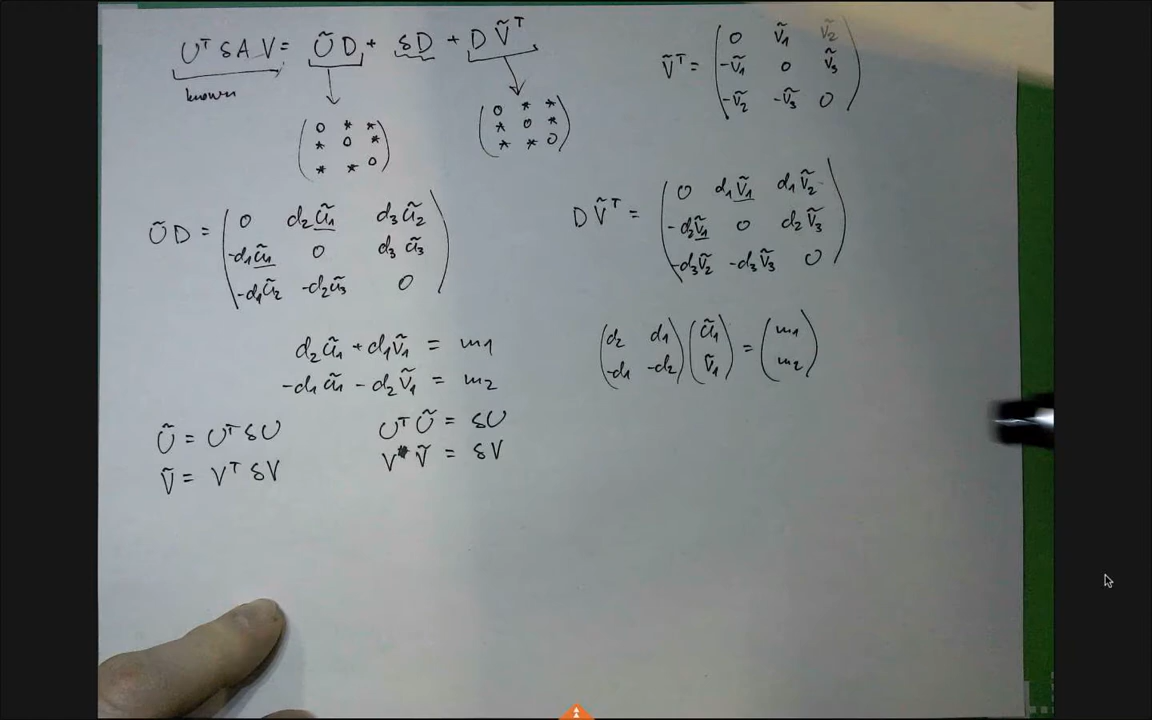 UᵀδAV = ŨD + δD + DṼᵀ
known
( 0 * * )
( * 0 * )
( * * 0 )
( 0 * * )
( * 0 * )
( * * 0 )
Ṽᵀ = ( 0 ṽ₁ ṽ₂ )
( -ṽ₁ 0 ṽ₃ )
( -ṽ₂ -ṽ₃ 0 )
ŨD = ( 0 d₂ũ₁ d₃ũ₂ )
( -d₁ũ₁ 0 d₃ũ₃ )
( -d₁ũ₂ -d₂ũ₃ 0 )
DṼᵀ = ( 0 d₁ṽ₁ d₁ṽ₂ )
( -d₂ṽ₁ 0 d₂ṽ₃ )
( -d₃ṽ₂ -d₃ṽ₃ 0 )
d₂ũ₁ + d₁ṽ₁ = m₁
-d₁ũ₁ - d₂ṽ₁ = m₂
( d₂ d₁ ) ( ũ₁ ) = ( m₁ )
( -d₁ -d₂ ) ( ṽ₁ ) ( m₂ )
Ũ = UᵀδU
Ṽ = VᵀδV
UᵀŨ = δU
V Ṽ = δV